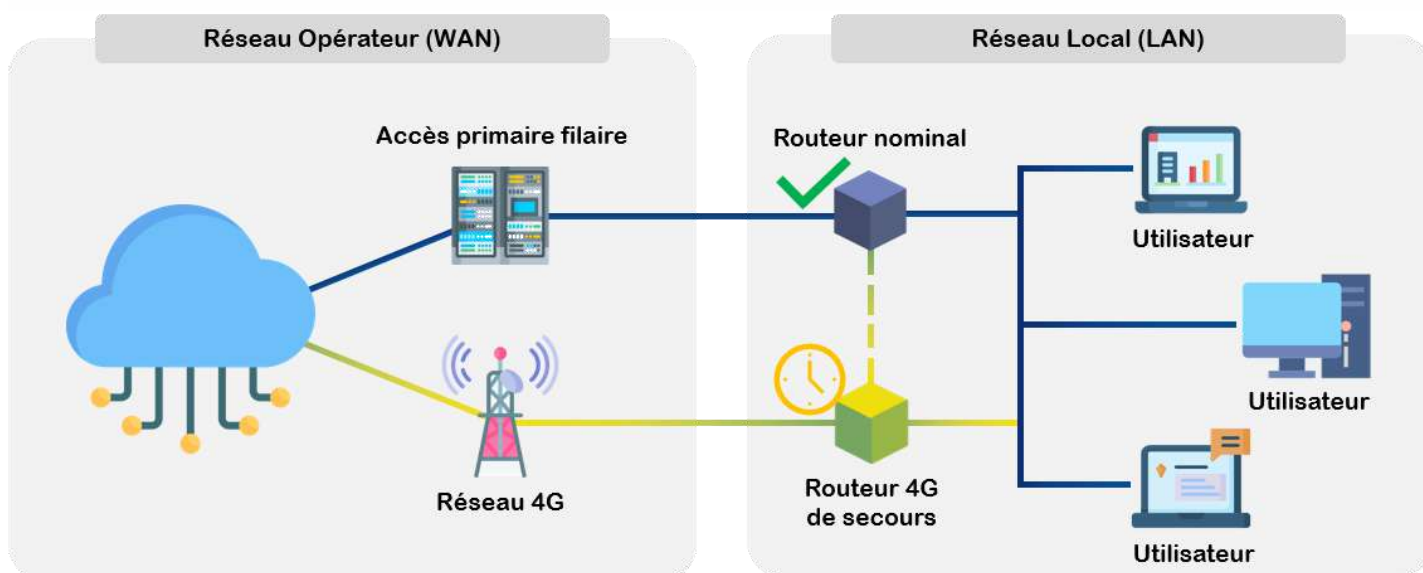 Réseau Opérateur (WAN)
Réseau Local (LAN)
Accès primaire filaire
Routeur nominal
Utilisateur
Utilisateur
Réseau 4G
Routeur 4G
de secours
Utilisateur